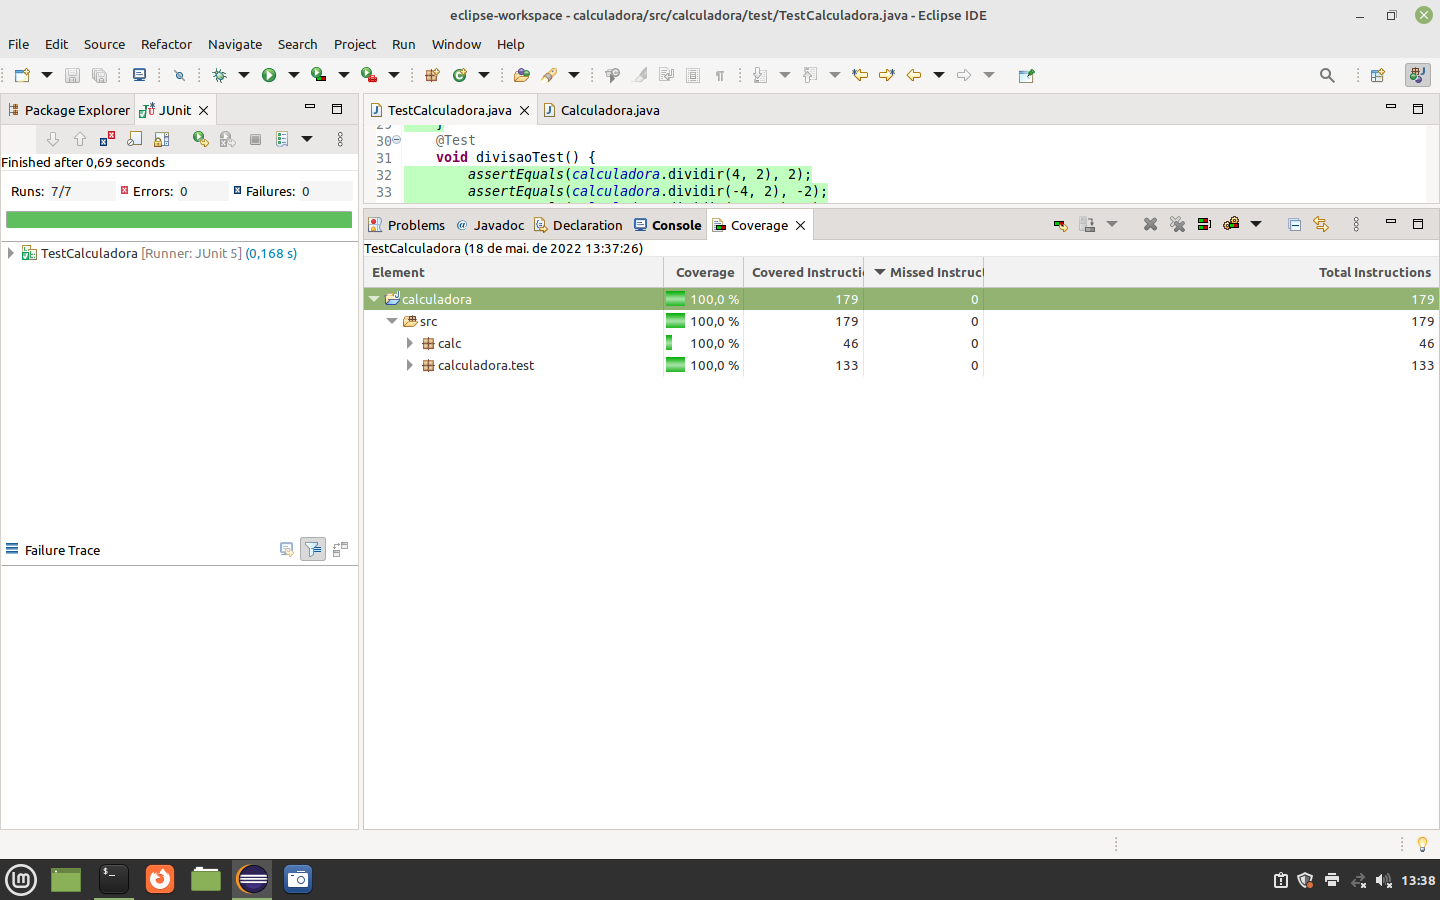 eclipse-workspace - calculadora/src/calculadora/test/TestCalculadora.java - Eclipse IDE
File Edit Source Refactor Navigate Search Project Run Window Help
Package Explorer JUnit
Finished after 0,69 seconds
Runs: 7/7 Errors: 0 Failures: 0
TestCalculadora [Runner: JUnit 5] (0,168 s)
Failure Trace
TestCalculadora.java Calculadora.java
30 @Test
31 void divisaoTest() {
32 assertEquals(calculadora.dividir(4, 2), 2);
33 assertEquals(calculadora.dividir(-4, 2), -2);
Problems Javadoc Declaration Console Coverage
TestCalculadora (18 de mai. de 2022 13:37:26)
Element Coverage Covered Instructi Missed Instruct Total Instructions
calculadora 100,0 % 179 0 179
src 100,0 % 179 0 179
calc 100,0 % 46 0 46
calculadora.test 100,0 % 133 0 133
13:38